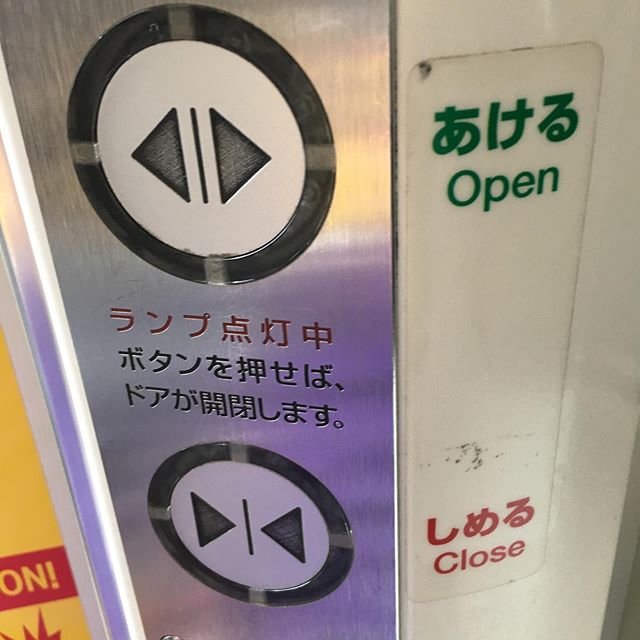 あける
Open
ランプ点灯中
ボタンを押せば、
ドアが開閉します。
しめる
Close
ON!